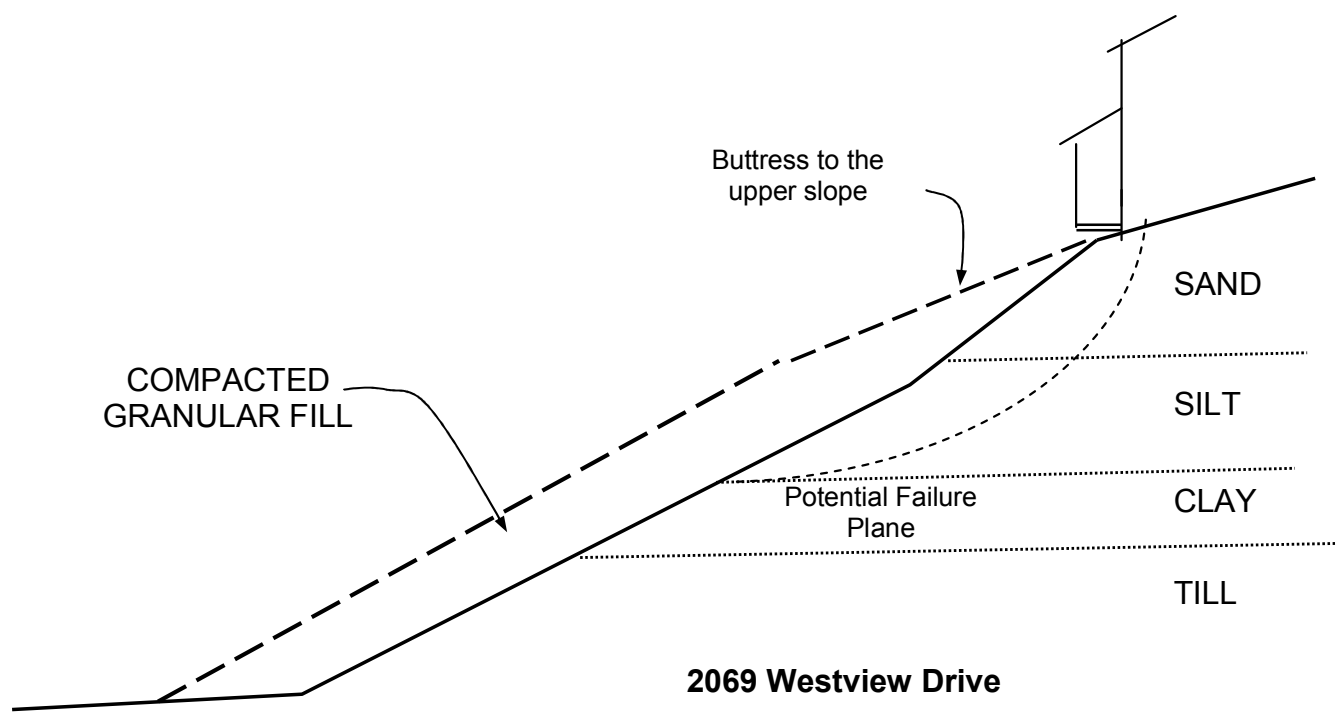 Buttress to the
upper slope
SAND
COMPACTED
GRANULAR FILL
SILT
Potential Failure
Plane
CLAY
TILL
2069 Westview Drive